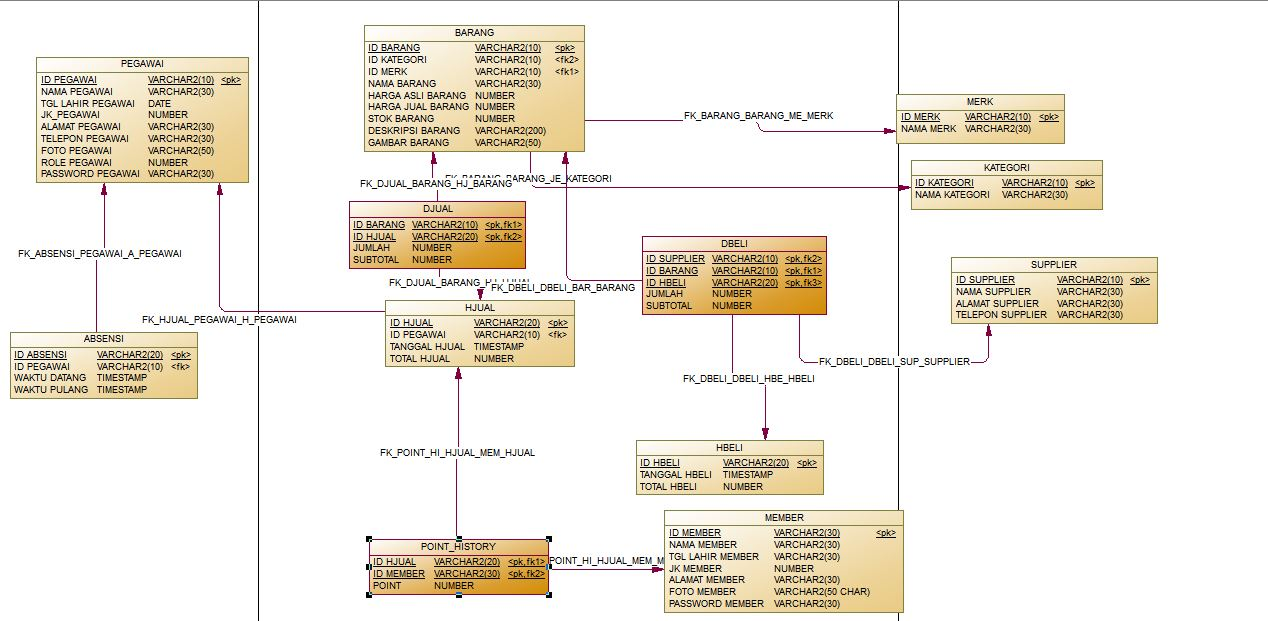 PEGAWAI
ID PEGAWAI VARCHAR2(10) <pk>
NAMA PEGAWAI VARCHAR2(30)
TGL LAHIR PEGAWAI DATE
JK_PEGAWAI NUMBER
ALAMAT PEGAWAI VARCHAR2(30)
TELEPON PEGAWAI VARCHAR2(30)
FOTO PEGAWAI VARCHAR2(50)
ROLE PEGAWAI NUMBER
PASSWORD PEGAWAI VARCHAR2(30)
BARANG
ID BARANG VARCHAR2(10) <pk>
ID KATEGORI VARCHAR2(10) <fk2>
ID MERK VARCHAR2(10) <fk1>
NAMA BARANG VARCHAR2(30)
HARGA ASLI BARANG NUMBER
HARGA JUAL BARANG NUMBER
STOK BARANG NUMBER
DESKRIPSI BARANG VARCHAR2(200)
GAMBAR BARANG VARCHAR2(50)
FK_BARANG_BARANG_ME_MERK
MERK
ID MERK VARCHAR2(10) <pk>
NAMA MERK VARCHAR2(30)
KATEGORI
ID KATEGORI VARCHAR2(10) <pk>
NAMA KATEGORI VARCHAR2(30)
FK_DJUAL_BARANG_HJ_BARANG
BARANG_JE_KATEGORI
DJUAL
ID BARANG VARCHAR2(10) <pk,fk1>
ID HJUAL VARCHAR2(20) <pk,fk2>
JUMLAH NUMBER
SUBTOTAL NUMBER
DBELI
ID SUPPLIER VARCHAR2(10) <pk,fk2>
ID BARANG VARCHAR2(10) <pk,fk1>
ID HBELI VARCHAR2(20) <pk,fk3>
JUMLAH NUMBER
SUBTOTAL NUMBER
SUPPLIER
ID SUPPLIER VARCHAR2(10) <pk>
NAMA SUPPLIER VARCHAR2(30)
ALAMAT SUPPLIER VARCHAR2(30)
TELEPON SUPPLIER VARCHAR2(30)
FK_ABSENSI_PEGAWAI_A_PEGAWAI
FK_DJUAL_BARANG
FK_DBELI_DBELI_BAR_BARANG
FK_HJUAL_PEGAWAI_H_PEGAWAI
HJUAL
ID HJUAL VARCHAR2(20) <pk>
ID PEGAWAI VARCHAR2(10) <fk>
TANGGAL HJUAL TIMESTAMP
TOTAL HJUAL NUMBER
ABSENSI
ID ABSENSI VARCHAR2(20) <pk>
ID PEGAWAI VARCHAR2(10) <fk>
WAKTU DATANG TIMESTAMP
WAKTU PULANG TIMESTAMP
FK_DBELI_DBELI_SUP_SUPPLIER
FK_DBELI_DBELI_HBE_HBELI
FK_POINT_HI_HJUAL_MEM_HJUAL
HBELI
ID HBELI VARCHAR2(20) <pk>
TANGGAL HBELI TIMESTAMP
TOTAL HBELI NUMBER
POINT_HISTORY
ID HJUAL VARCHAR2(20) <pk,fk1>
ID MEMBER VARCHAR2(30) <pk,fk2>
POINT NUMBER
POINT_HI_HJUAL_MEM_M
MEMBER
ID MEMBER VARCHAR2(30) <pk>
NAMA MEMBER VARCHAR2(30)
TGL LAHIR MEMBER VARCHAR2(30)
JK MEMBER NUMBER
ALAMAT MEMBER VARCHAR2(30)
FOTO MEMBER VARCHAR2(50 CHAR)
PASSWORD MEMBER VARCHAR2(30)